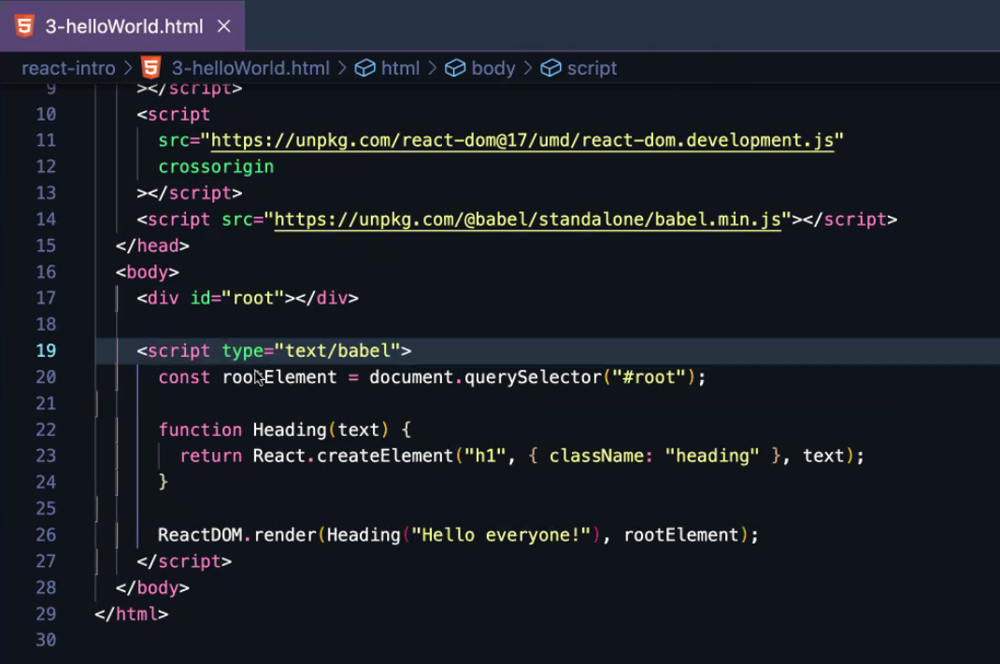 3-helloWorld.html ×
react-intro > 3-helloWorld.html > html > body > script
9 ></script>
10 <script
11 src="https://unpkg.com/react-dom@17/umd/react-dom.development.js"
12 crossorigin
13 ></script>
14 <script src="https://unpkg.com/@babel/standalone/babel.min.js"></script>
15 </head>
16 <body>
17 <div id="root"></div>
18
19 <script type="text/babel">
20 const rootElement = document.querySelector("#root");
21
22 function Heading(text) {
23 return React.createElement("h1", { className: "heading" }, text);
24 }
25
26 ReactDOM.render(Heading("Hello everyone!"), rootElement);
27 </script>
28 </body>
29 </html>
30